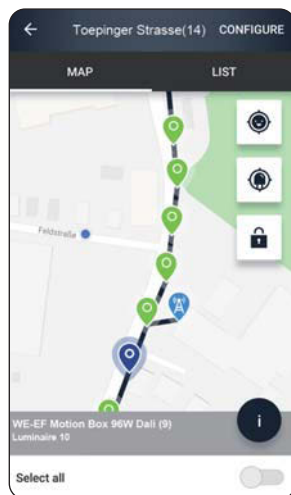 Toepinger Strasse(14) CONFIGURE
MAP LIST
Feldstraße
WE-EF Motion Box 96W Dali (9)
Luminaire 10
i
Select all